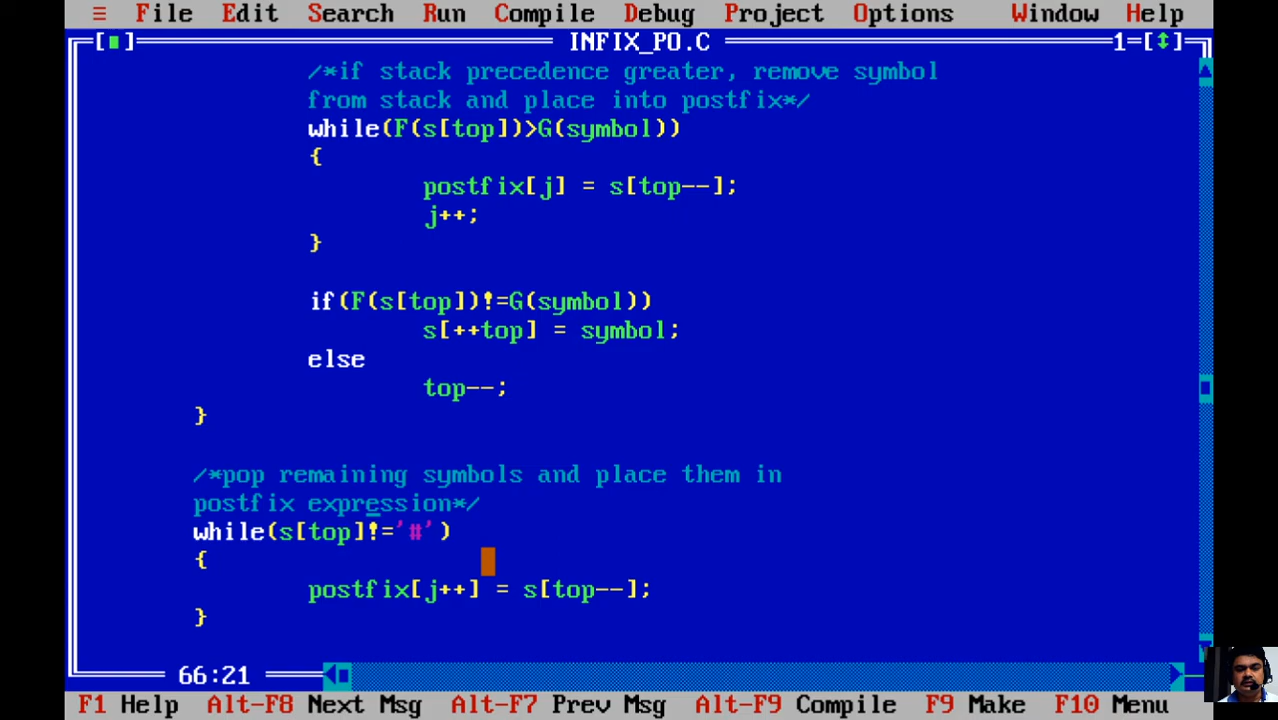 ≡ File Edit Search Run Compile Debug Project Options Window Help
[■] INFIX_PO.C 1=[↕]
/*if stack precedence greater, remove symbol
from stack and place into postfix*/
while(F(s[top])>G(symbol))
{
postfix[j] = s[top--];
j++;
}
if(F(s[top])!=G(symbol))
s[++top] = symbol;
else
top--;
}
/*pop remaining symbols and place them in
postfix expression*/
while(s[top]!='#')
{
postfix[j++] = s[top--];
}
66:21
F1 Help Alt-F8 Next Msg Alt-F7 Prev Msg Alt-F9 Compile F9 Make F10 Menu